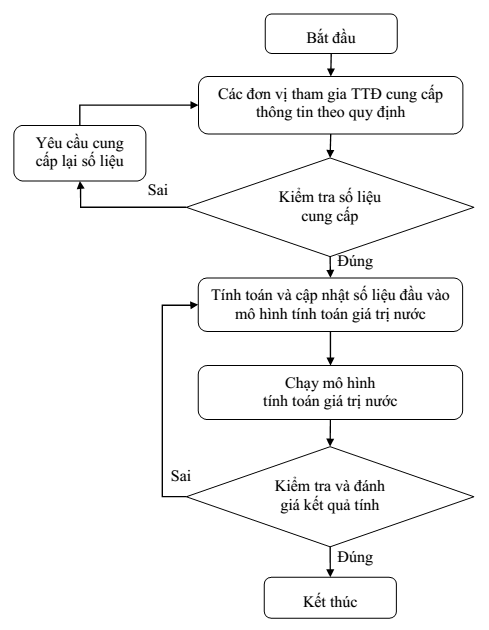 Bắt đầu
Các đơn vị tham gia TTĐ cung cấp
thông tin theo quy định
Yêu cầu cung
cấp lại số liệu
Sai
Kiểm tra số liệu
cung cấp
Đúng
Tính toán và cập nhật số liệu đầu vào
mô hình tính toán giá trị nước
Chạy mô hình
tính toán giá trị nước
Sai
Kiểm tra và đánh
giá kết quả tính
Đúng
Kết thúc